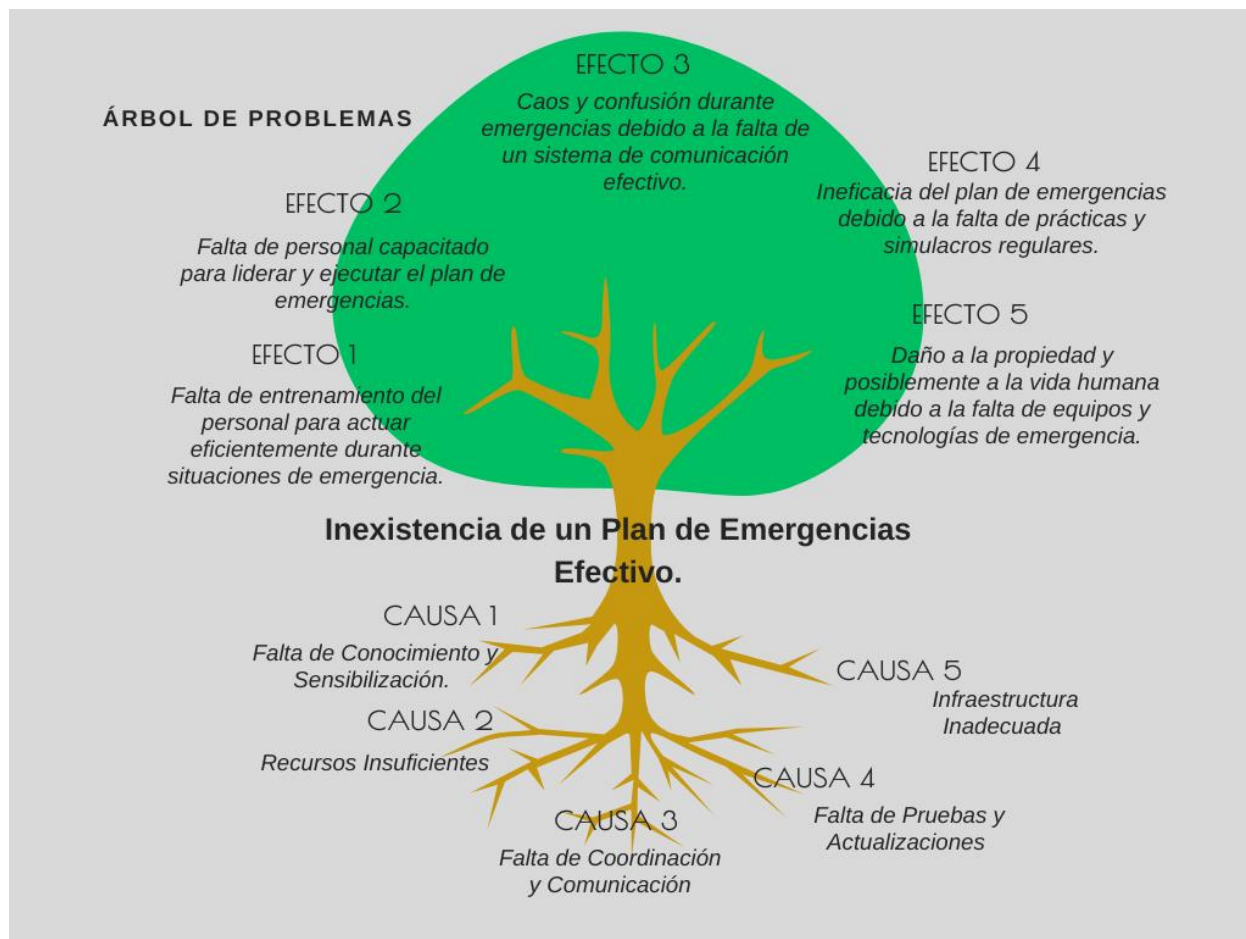 ÁRBOL DE PROBLEMAS
EFECTO 3
Caos y confusión durante
emergencias debido a la falta de
un sistema de comunicación
efectivo.
EFECTO 4
Ineficacia del plan de emergencias
debido a la falta de prácticas y
simulacros regulares.
EFECTO 2
Falta de personal capacitado
para liderar y ejecutar el plan de
emergencias.
EFECTO 5
Daño a la propiedad y
posiblemente a la vida humana
debido a la falta de equipos y
tecnologías de emergencia.
EFECTO 1
Falta de entrenamiento del
personal para actuar
eficientemente durante
situaciones de emergencia.
Inexistencia de un Plan de Emergencias
Efectivo.
CAUSA 1
Falta de Conocimiento y
Sensibilización.
CAUSA 2
Recursos Insuficientes
CAUSA 3
Falta de Coordinación
y Comunicación
CAUSA 4
Falta de Pruebas y
Actualizaciones
CAUSA 5
Infraestructura
Inadecuada